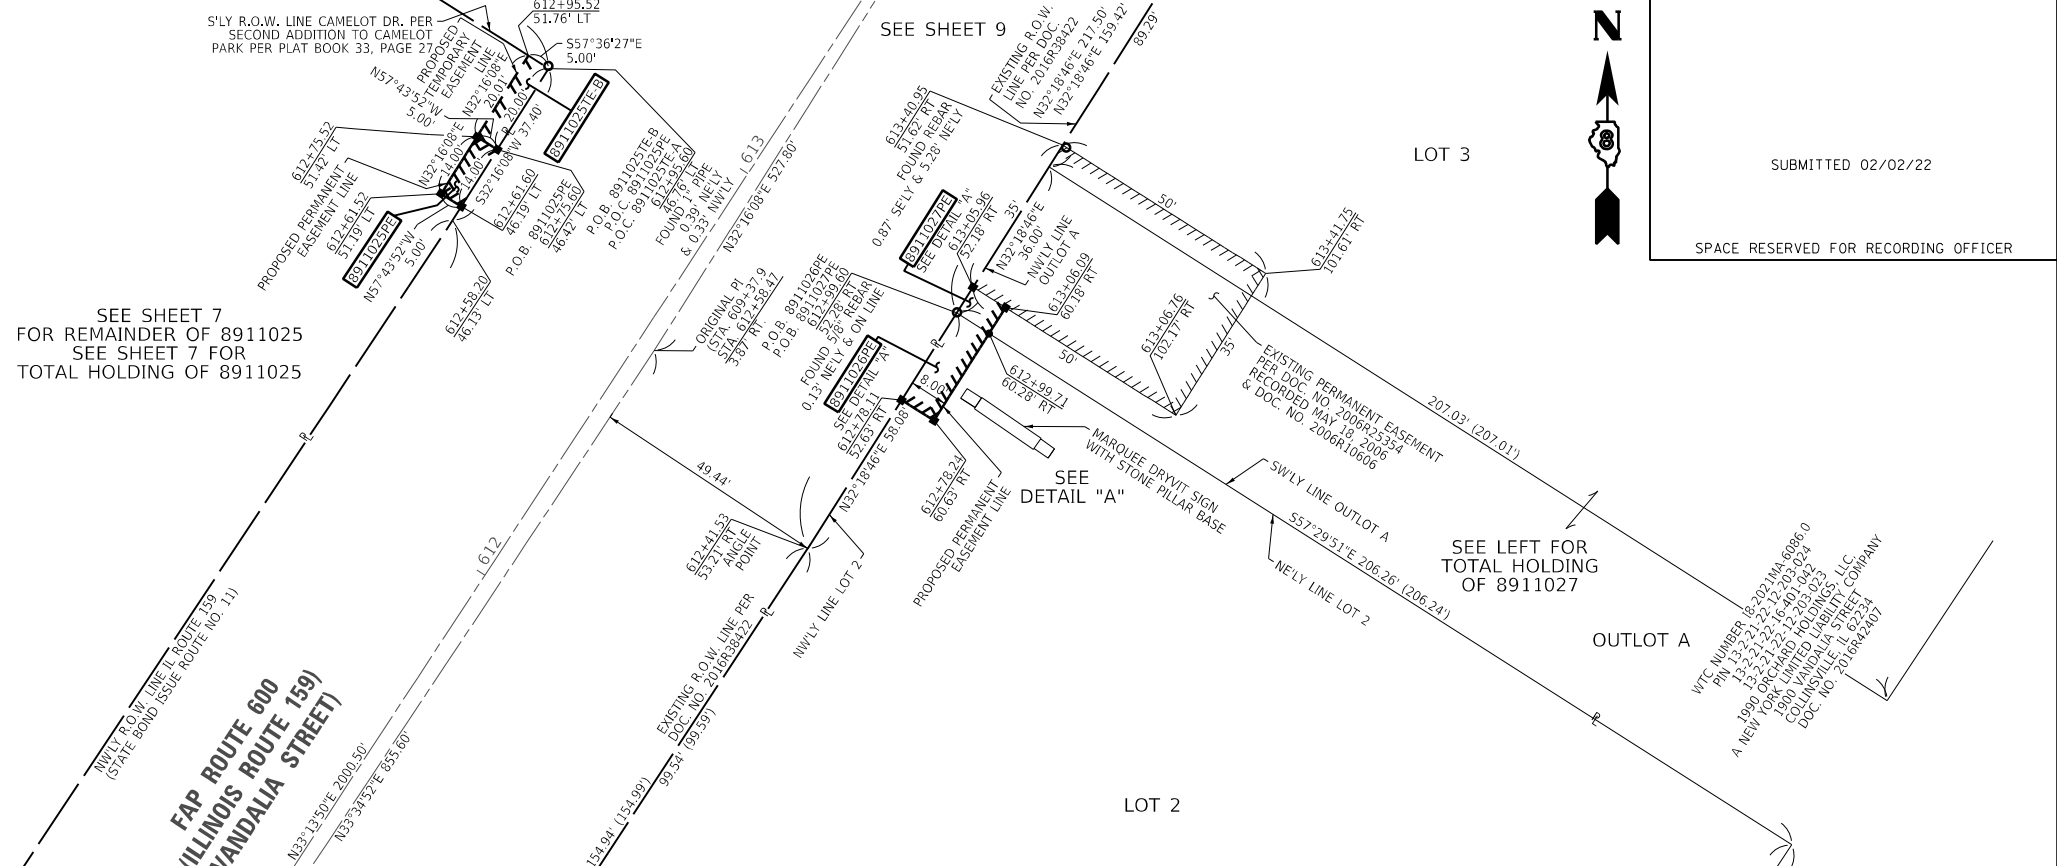 S'LY R.O.W. LINE CAMELOT DR. PER
SECOND ADDITION TO CAMELOT
PARK PER PLAT BOOK 33, PAGE 27
612+95.52
51.76' LT
S57°36'27"E
5.00'
PROPOSED
TEMPORARY
EASEMENT
LINE
N32°16'08"E
20.01'
20.00'
N57°43'52"W
5.00'
8911025TE-B
612+75.52
51.42' LT
N32°16'08"E
14.00'
14.00'
S32°16'08"W 37.40'
PROPOSED PERMANENT
EASEMENT LINE
612+61.52
51.19' LT
8911025PE
N57°43'52"W
5.00'
612+58.20
46.13' LT
612+61.60
46.19' LT
P.O.B. 8911025PE
612+75.60
46.42' LT
P.O.B. 8911025TE-B
P.O.C. 8911025PE
P.O.C. 8911025TE-A
612+95.60
46.76' LT
FOUND 1" PIPE
0.39' NE'LY
& 0.33' NW'LY
613
N32°16'08"E 527.80'
SEE SHEET 9
EXISTING R.O.W.
LINE PER DOC.
NO. 2016R38422
N32°18'46"E 217.50'
N32°18'46"E 159.42'
89.29'
613+40.95
51.62' RT
FOUND REBAR
0.87' SE'LY & 5.28' NE'LY
8911027PE
SEE DETAIL "A"
613+05.96
52.18' RT
35'
N32°18'46"E
36.00'
NW'LY LINE
OUTLOT A
613+06.09
60.18' RT
50'
613+41.75
101.61' RT
613+06.76
102.17' RT
35'
50'
LOT 3
N
8
SUBMITTED 02/02/22
SPACE RESERVED FOR RECORDING OFFICER
SEE SHEET 7
FOR REMAINDER OF 8911025
SEE SHEET 7 FOR
TOTAL HOLDING OF 8911025
ORIGINAL PI
(STA. 609+37.9
STA. 612+58.47
3.87' RT.
P.O.B. 8911026PE
P.O.B. 8911027PE
612+99.60
52.28' RT
FOUND 5/8" REBAR
0.13' NE'LY & ON LINE
8911026PE
SEE DETAIL "A"
612+78.11
52.63' RT
8.00'
612+99.71
60.28' RT
EXISTING PERMANENT EASEMENT
PER DOC. NO. 2006R25354
RECORDED MAY 18, 2006
& DOC. NO. 2006R10606
207.03' (207.01')
MARQUEE DRYVIT SIGN
WITH STONE PILLAR BASE
SEE
DETAIL "A"
49.44'
N32°18'46"E 58.08'
612+78.24
60.63' RT
PROPOSED PERMANENT
EASEMENT LINE
612+41.53
53.21' RT
ANGLE
POINT
NW'LY LINE LOT 2
SW'LY LINE OUTLOT A
S57°29'51"E 206.26' (206.24')
NE'LY LINE LOT 2
SEE LEFT FOR
TOTAL HOLDING
OF 8911027
OUTLOT A
WTC NUMBER I8-2021MA-6086.0
PIN 13-2-21-22-12-203-024
13-2-21-22-16-401-042
13-2-21-22-12-203-023
1990 ORCHARD HOLDINGS, LLC.
A NEW YORK LIMITED LIABILITY COMPANY
1900 VANDALIA STREET
COLLINSVILLE, IL 62234
DOC. NO. 2016R42407
612
NW'LY R.O.W. LINE IL ROUTE 159
(STATE BOND ISSUE ROUTE NO. 11)
FAP ROUTE 600
ILLINOIS ROUTE 159)
VANDALIA STREET)
N33°13'50"E 2000.50'
N33°34'52"E 855.60'
EXISTING R.O.W. LINE PER
DOC. NO. 2016R38422
99.54' (99.59')
154.94' (154.99')
LOT 2